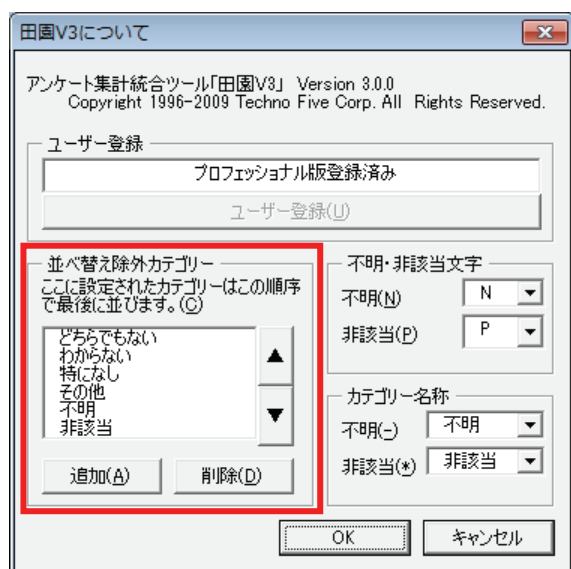 田園V3について
アンケート集計統合ツール「田園V3」 Version 3.0.0
Copyright 1996-2009 Techno Five Corp. All Rights Reserved.
ユーザー登録
プロフェッショナル版登録済み
ユーザー登録(U)
並べ替え除外カテゴリー
ここに設定されたカテゴリーはこの順序
で最後に並びます。(C)
どちらでもない
わからない
特になし
その他
不明
非該当
追加(A)
削除(D)
不明・非該当文字
不明(N)
N
非該当(P)
P
カテゴリー名称
不明(-)
不明
非該当(*)
非該当
OK
キャンセル